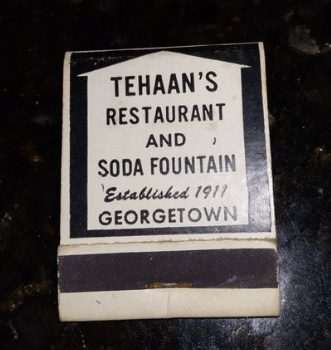 TEHAAN'S
RESTAURANT
AND
SODA FOUNTAIN
Established 1911
GEORGETOWN